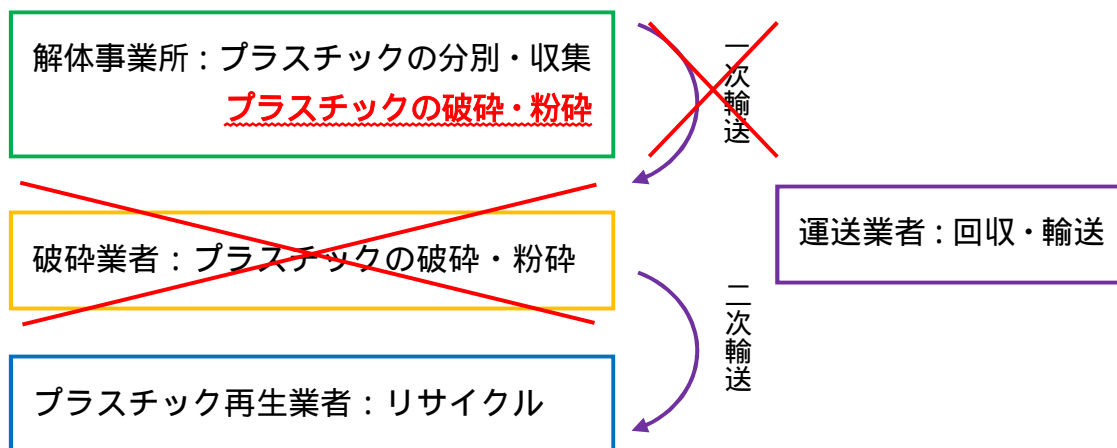 解体事業所：プラスチックの分別・収集
プラスチックの破砕・粉砕
一次輸送
破砕業者：プラスチックの破砕・粉砕
運送業者：回収・輸送
二次輸送
プラスチック再生業者：リサイクル